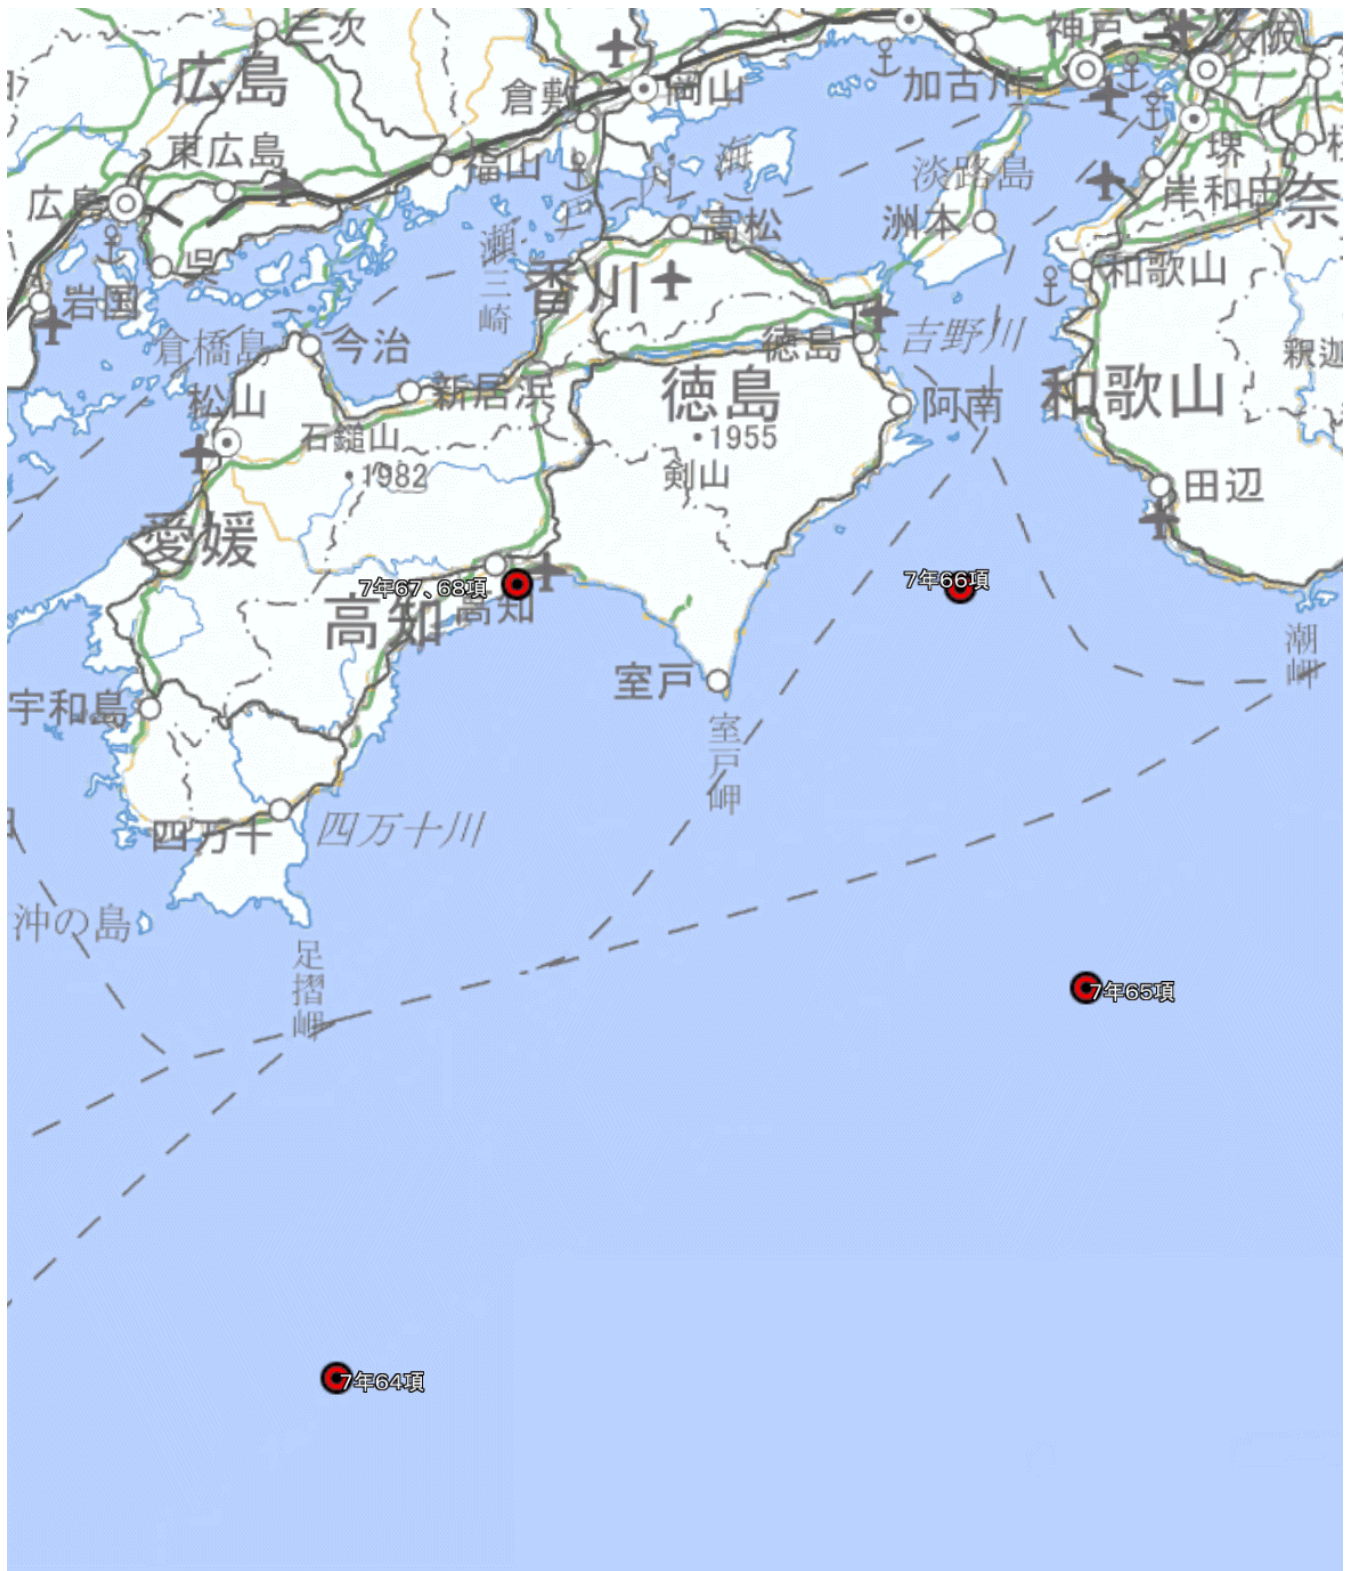 三次
神戸
大阪
広島
倉敷
岡山
加古川
東広島
福山
内
海
淡路島
堺
岸和田
奈
広島
瀬
戸
高松
洲本
呉
三崎
香川
和歌山
岩国
倉橋島
今治
徳島
吉野川
釈迦
松山
新居浜
徳島
阿南
和歌山
石鎚山
・1955
・1982
剣山
田辺
愛媛
7年67、68項
7年66項
高知
高知
潮岬
室戸
宇和島
室戸岬
四万十
四万十川
沖の島
足摺岬
7年65項
7年64項